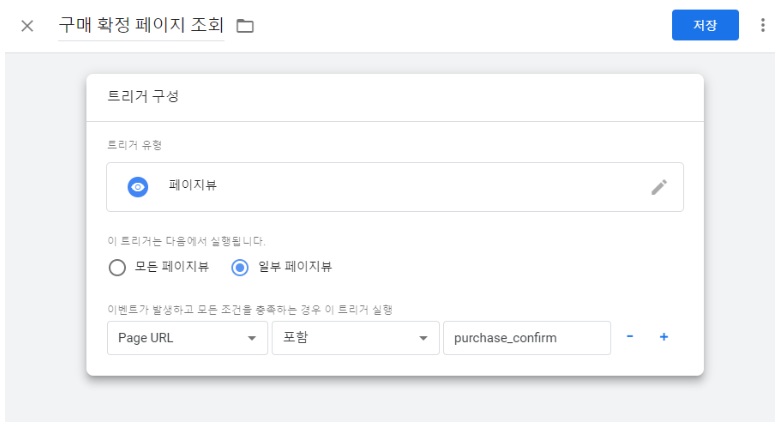 구매 확정 페이지 조회
저장
트리거 구성
트리거 유형
페이지뷰
이 트리거는 다음에서 실행됩니다.
모든 페이지뷰 일부 페이지뷰
이벤트가 발생하고 모든 조건을 충족하는 경우 이 트리거 실행
Page URL 포함 purchase_confirm - +